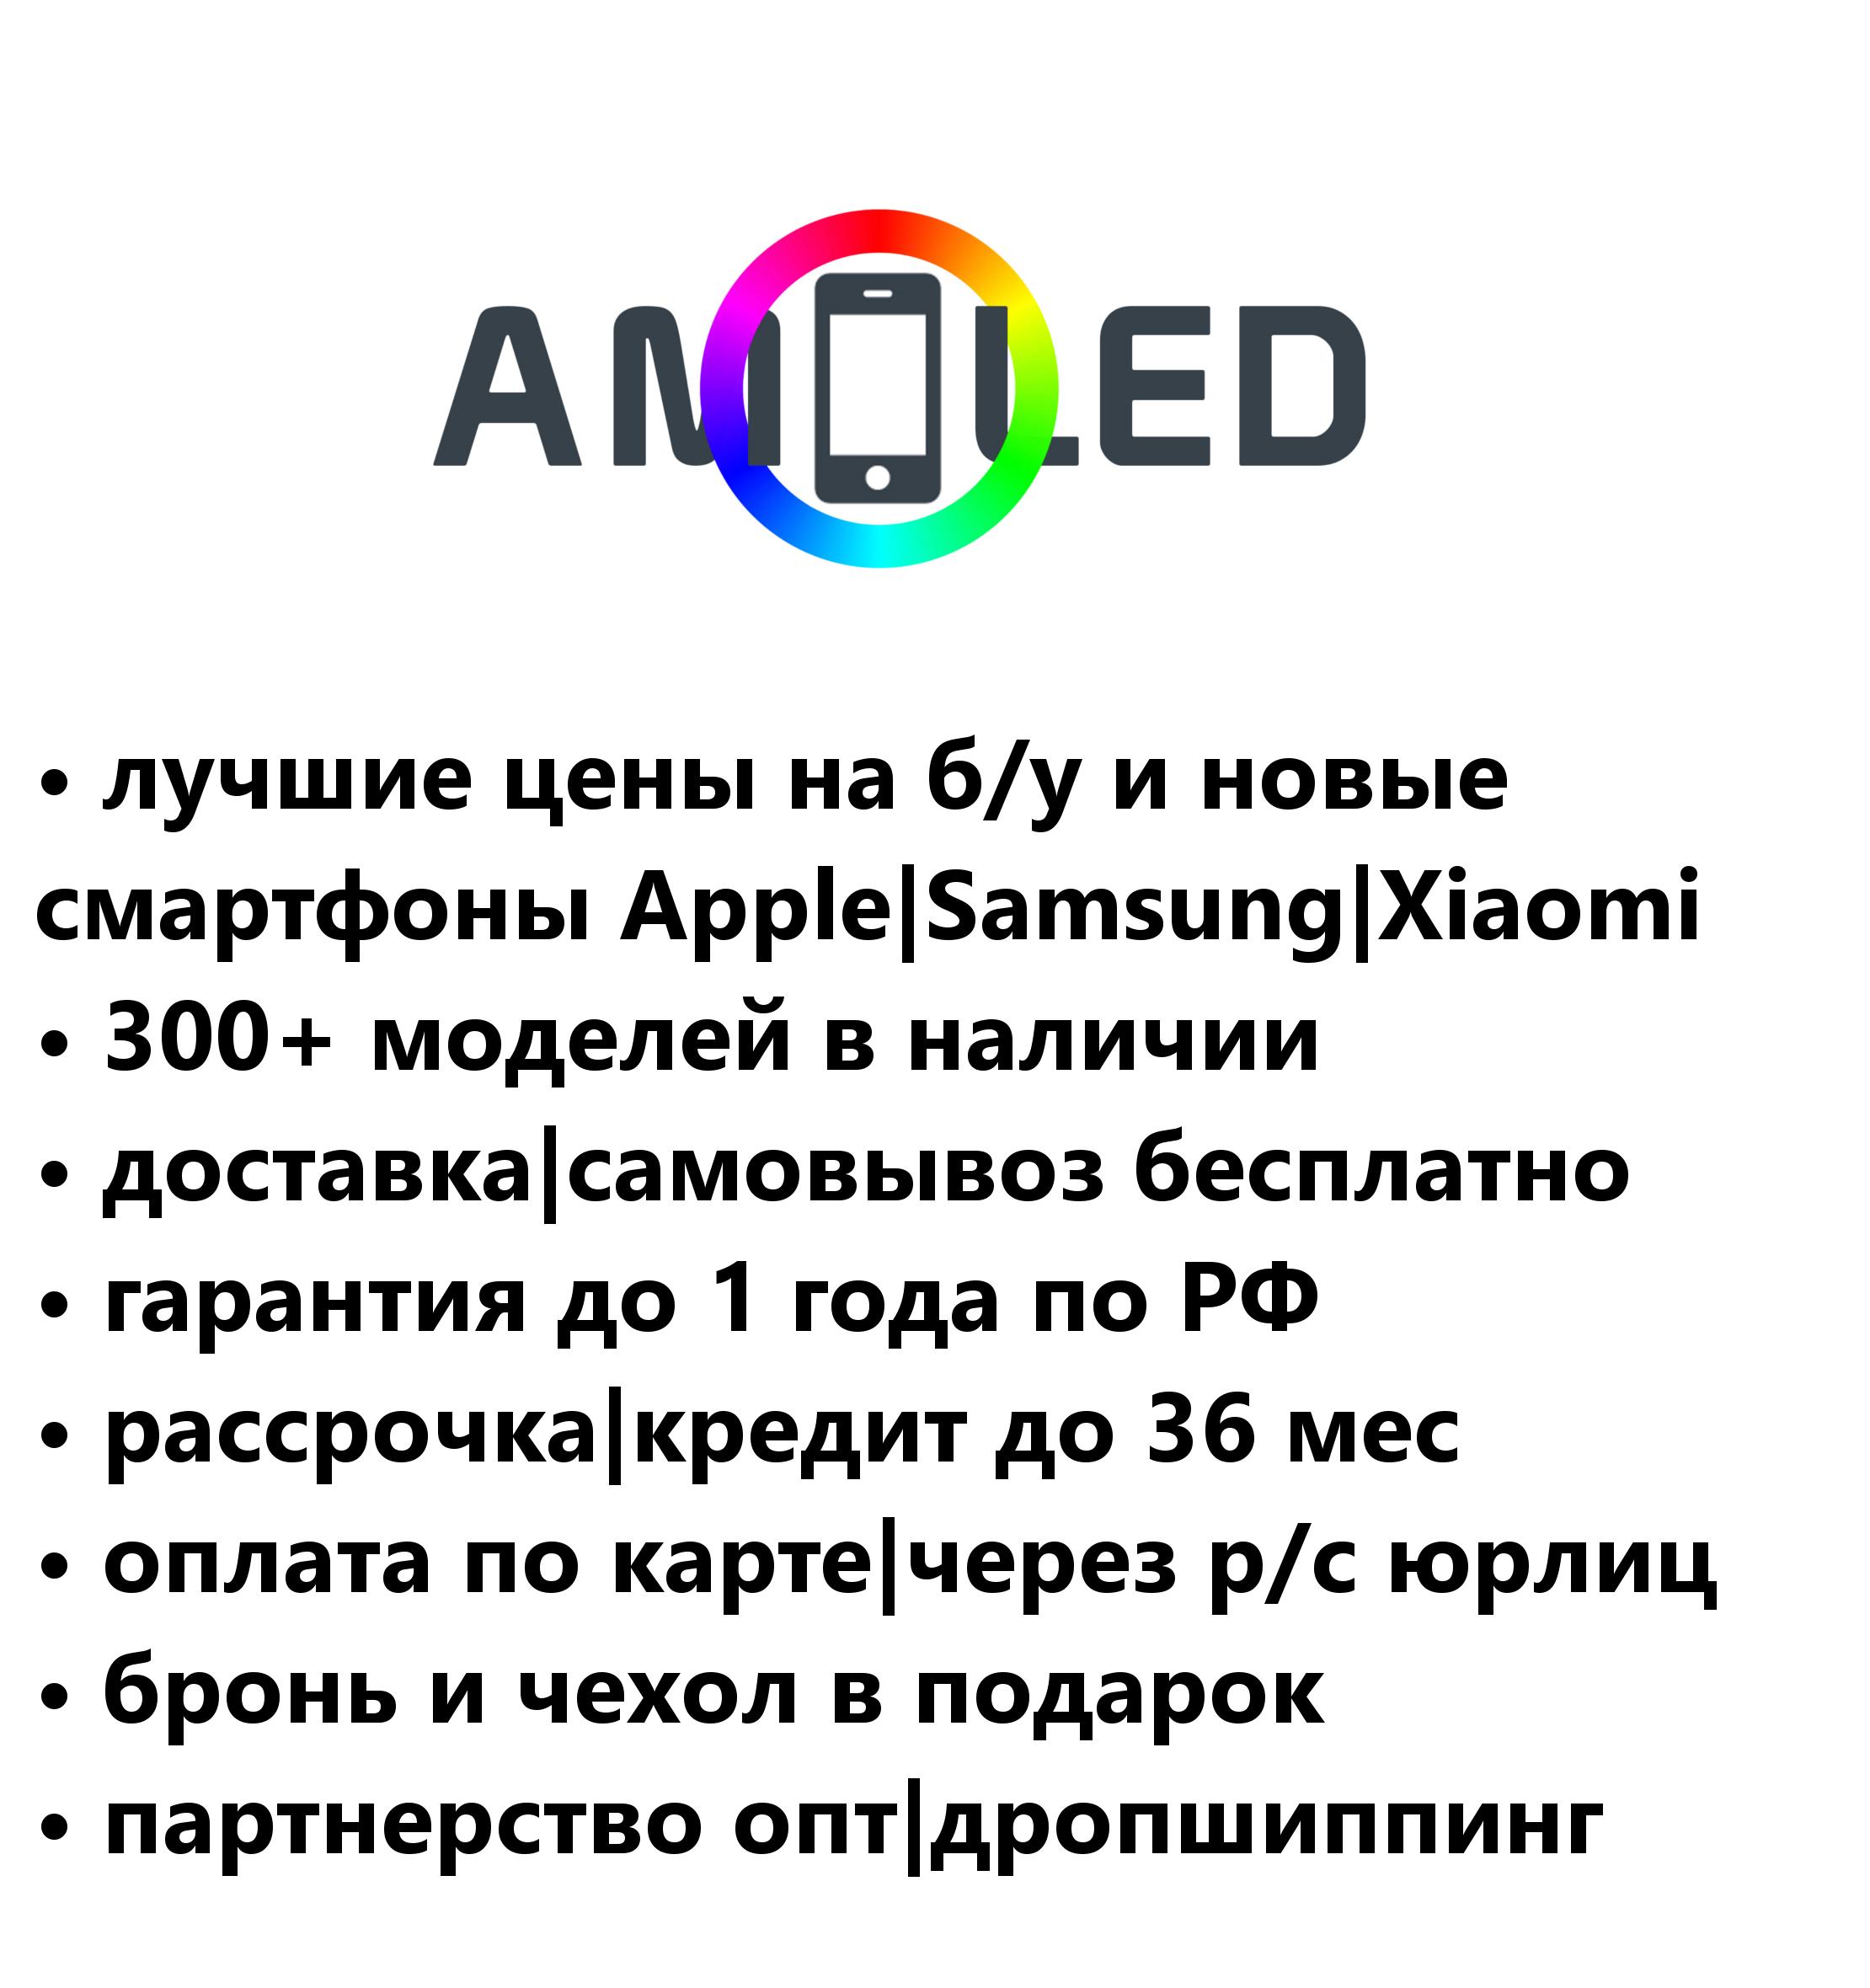 AMOLED
• лучшие цены на б/у и новые
смартфоны Apple|Samsung|Xiaomi
• 300+ моделей в наличии
• доставка|самовывоз бесплатно
• гарантия до 1 года по РФ
• рассрочка|кредит до 36 мес
• оплата по карте|через р/с юрлиц
• бронь и чехол в подарок
• партнерство опт|дропшиппинг